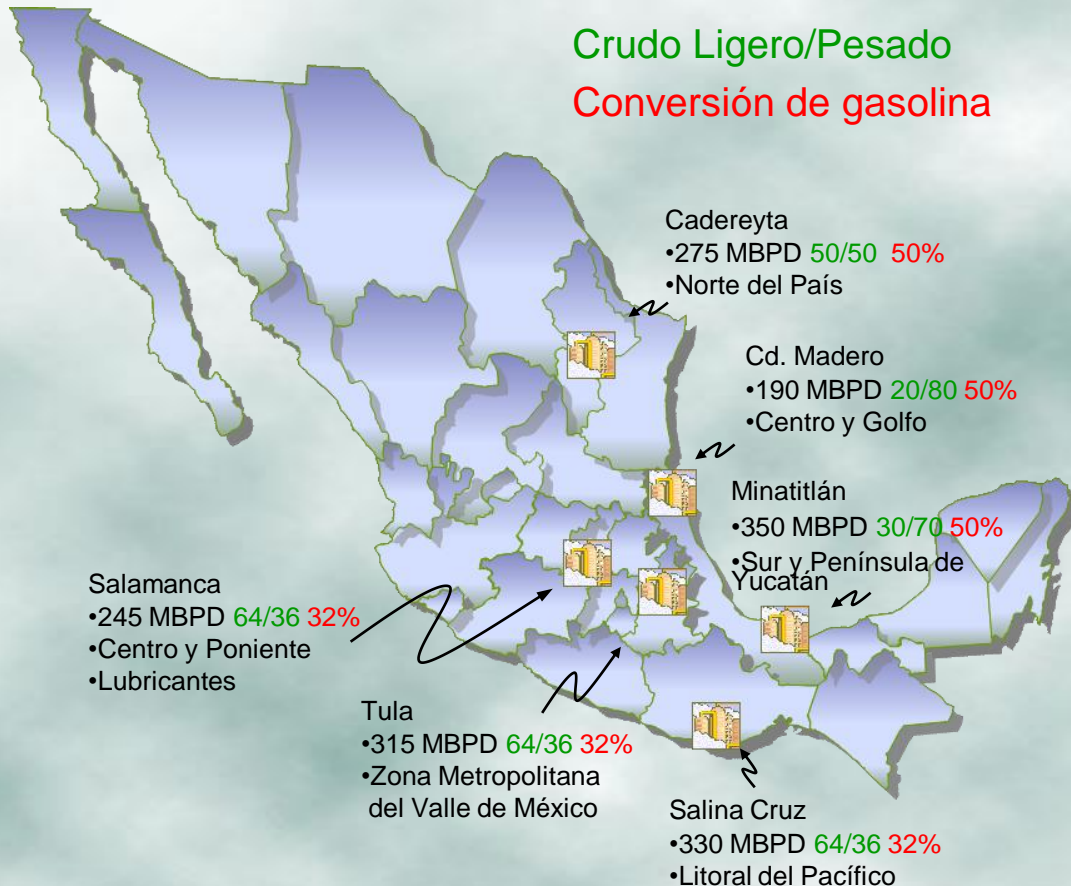 Crudo Ligero/Pesado
Conversión de gasolina
Cadereyta
•275 MBPD 50/50 50%
•Norte del País
Cd. Madero
•190 MBPD 20/80 50%
•Centro y Golfo
Minatitlán
•350 MBPD 30/70 50%
•Sur y Península de
Yucatán
Salamanca
•245 MBPD 64/36 32%
•Centro y Poniente
•Lubricantes
Tula
•315 MBPD 64/36 32%
•Zona Metropolitana
del Valle de México
Salina Cruz
•330 MBPD 64/36 32%
•Litoral del Pacífico